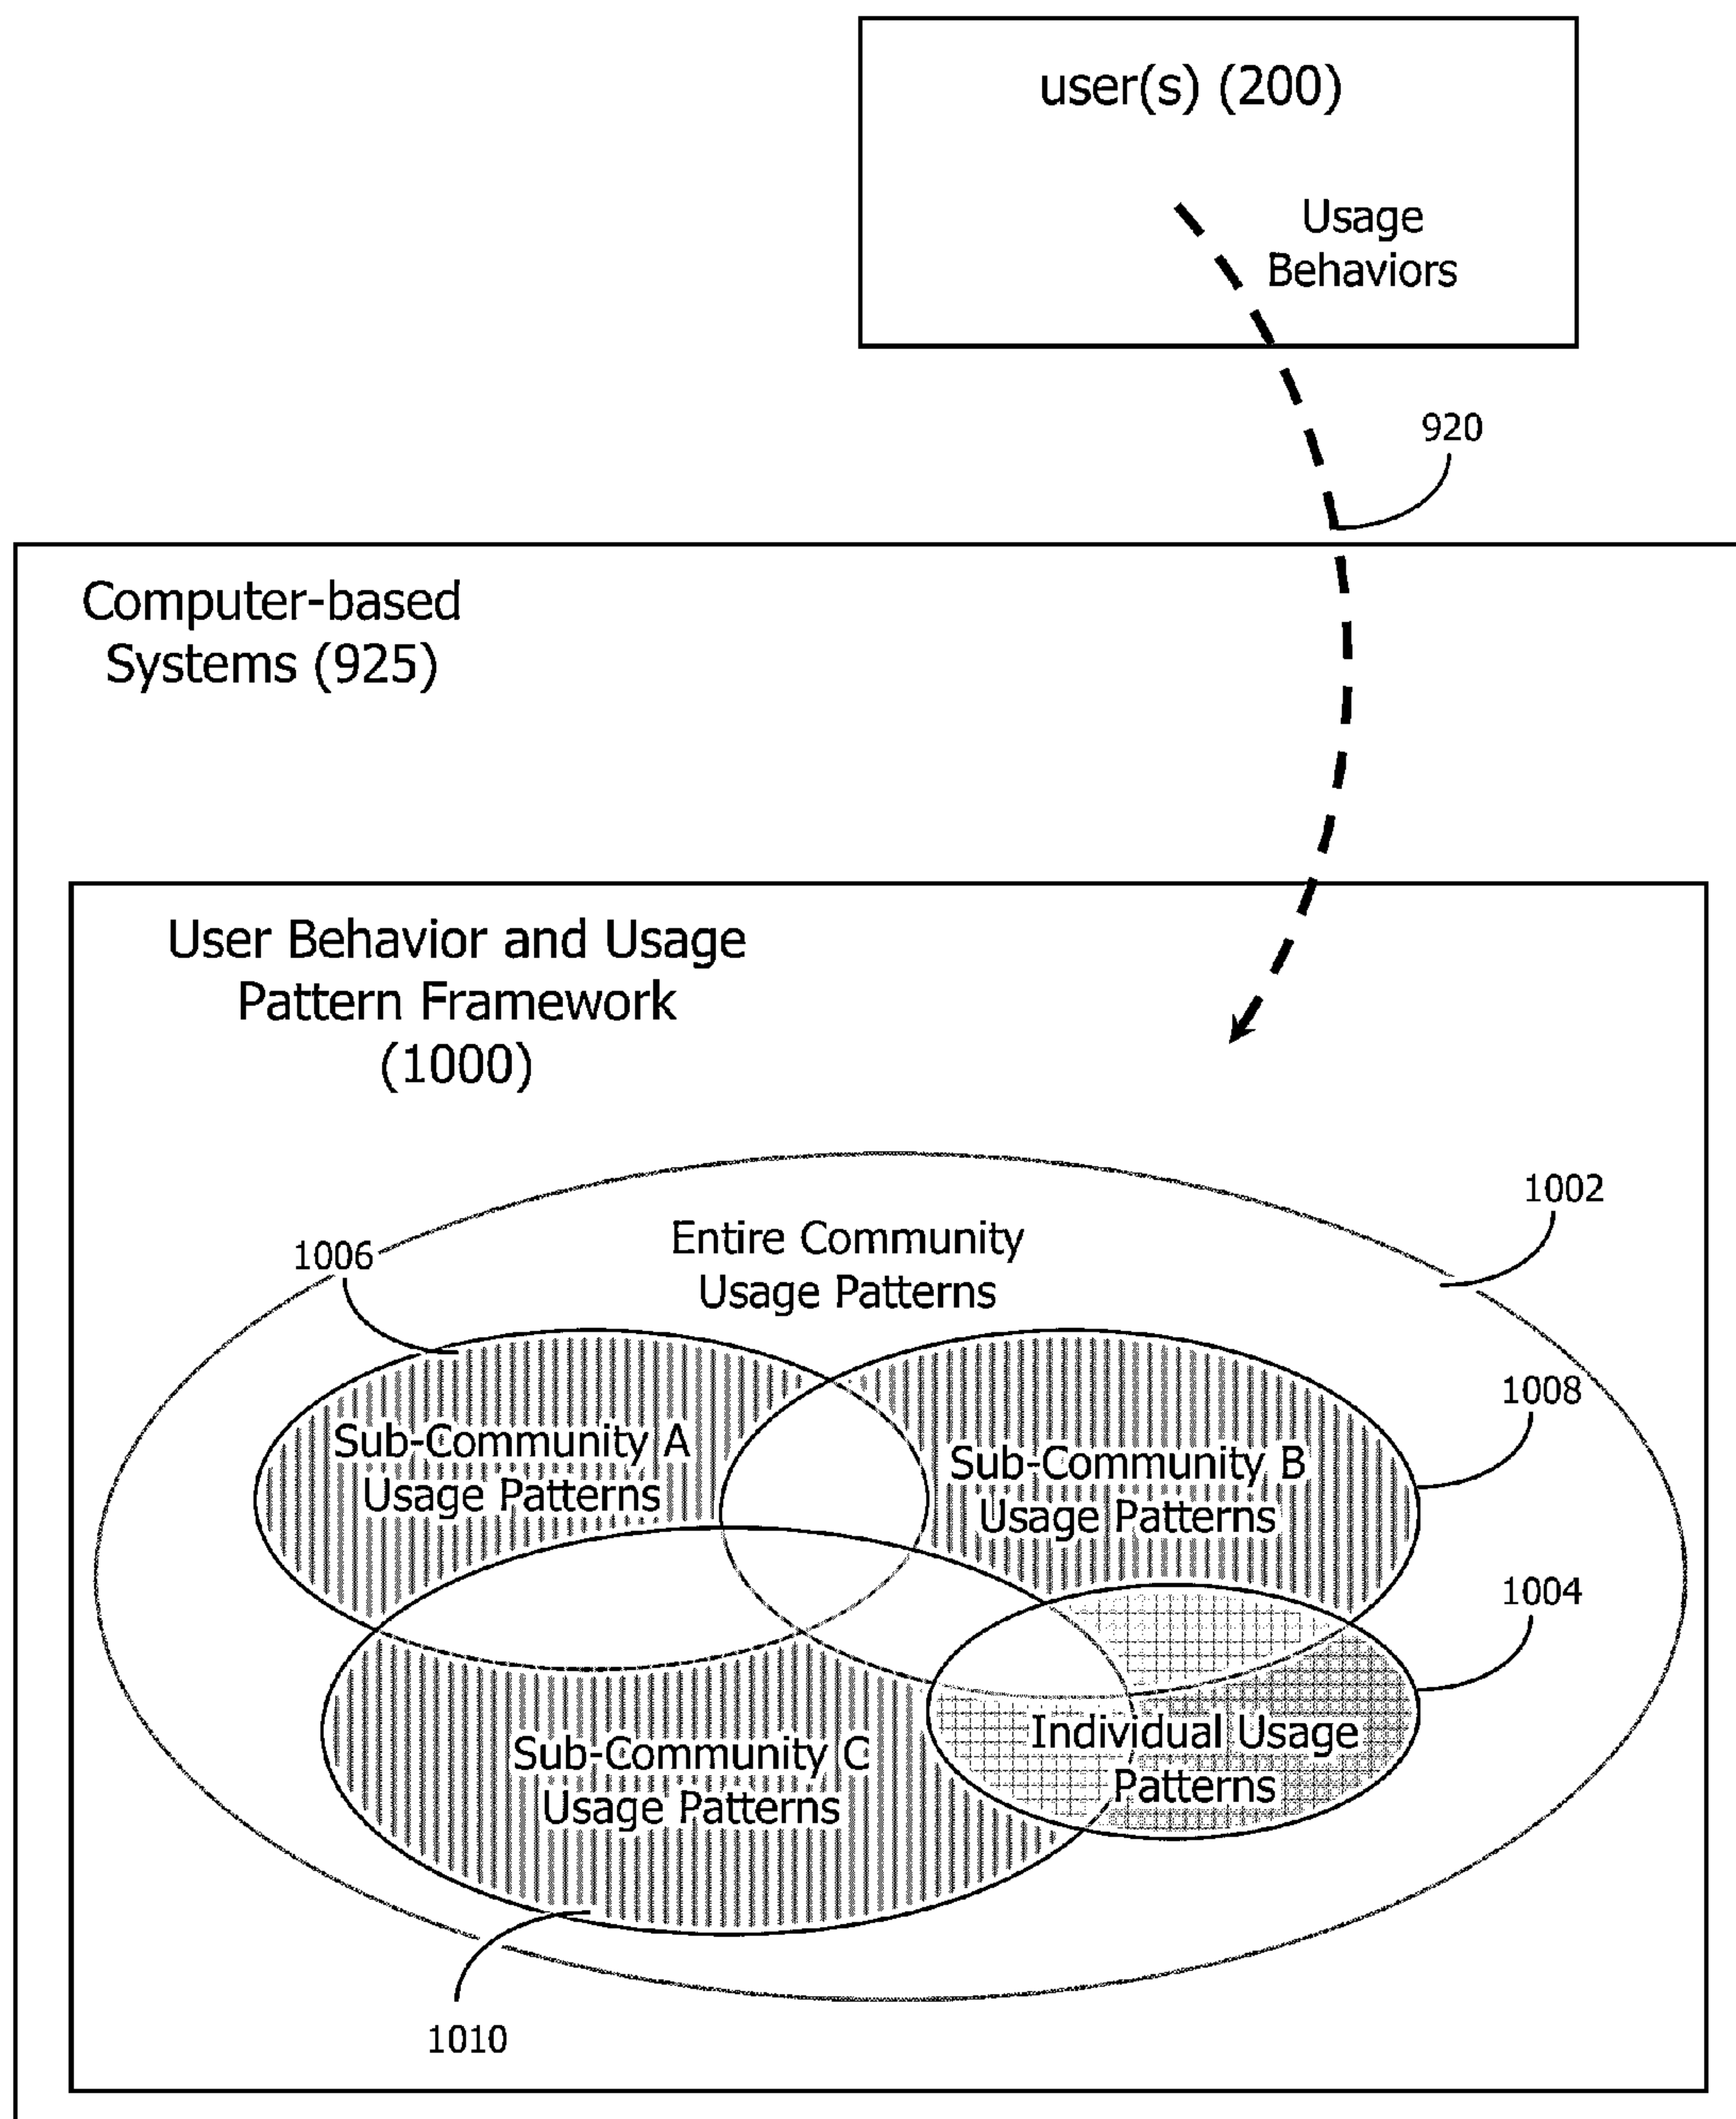 user(s) (200)
Usage
Behaviors
920
Computer-based
Systems (925)
User Behavior and Usage
Pattern Framework
(1000)
1002
Entire Community
Usage Patterns
1006
1008
Sub-Community A
Usage Patterns
Sub-Community B
Usage Patterns
1004
Individual Usage
Patterns
Sub-Community C
Usage Patterns
1010